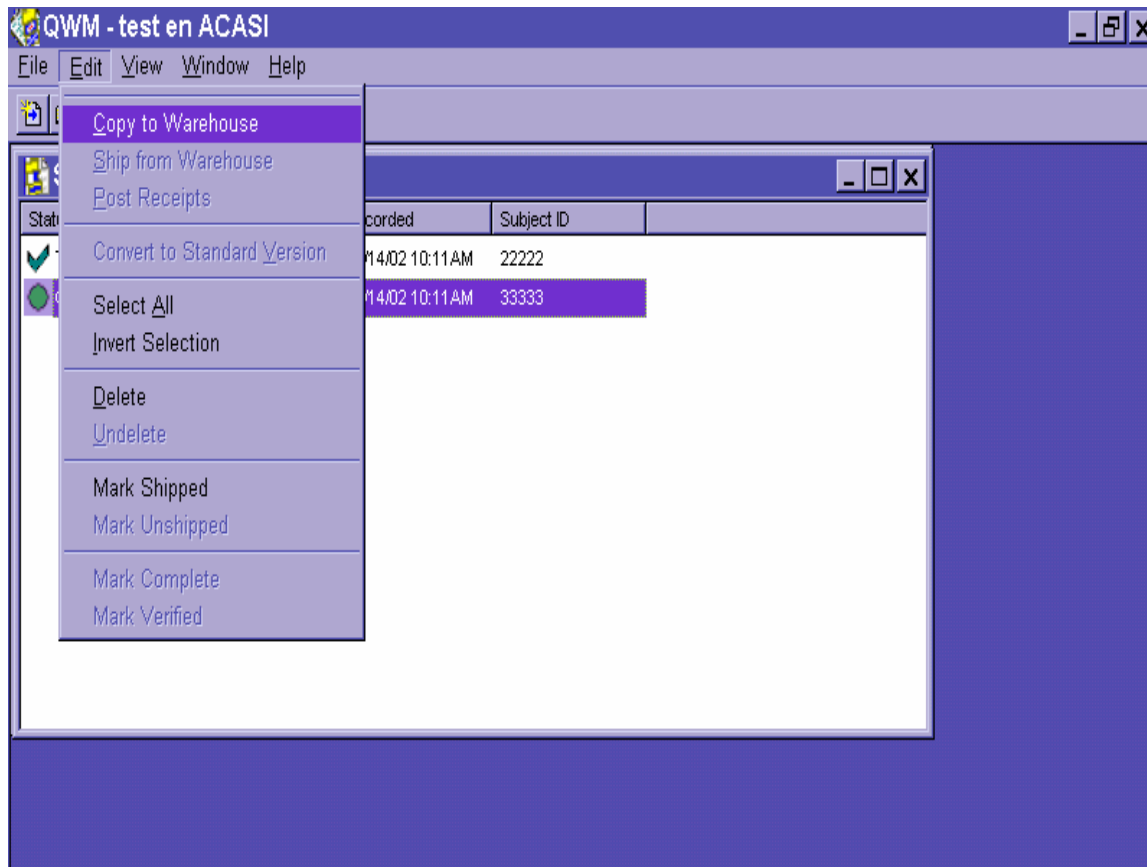 QWM - test en ACASI
File Edit View Window Help
Copy to Warehouse
Ship from Warehouse
Post Receipts
Convert to Standard Version
Select All
Invert Selection
Delete
Undelete
Mark Shipped
Mark Unshipped
Mark Complete
Mark Verified
Subject ID
14/02 10:11 AM 22222
14/02 10:11 AM 33333